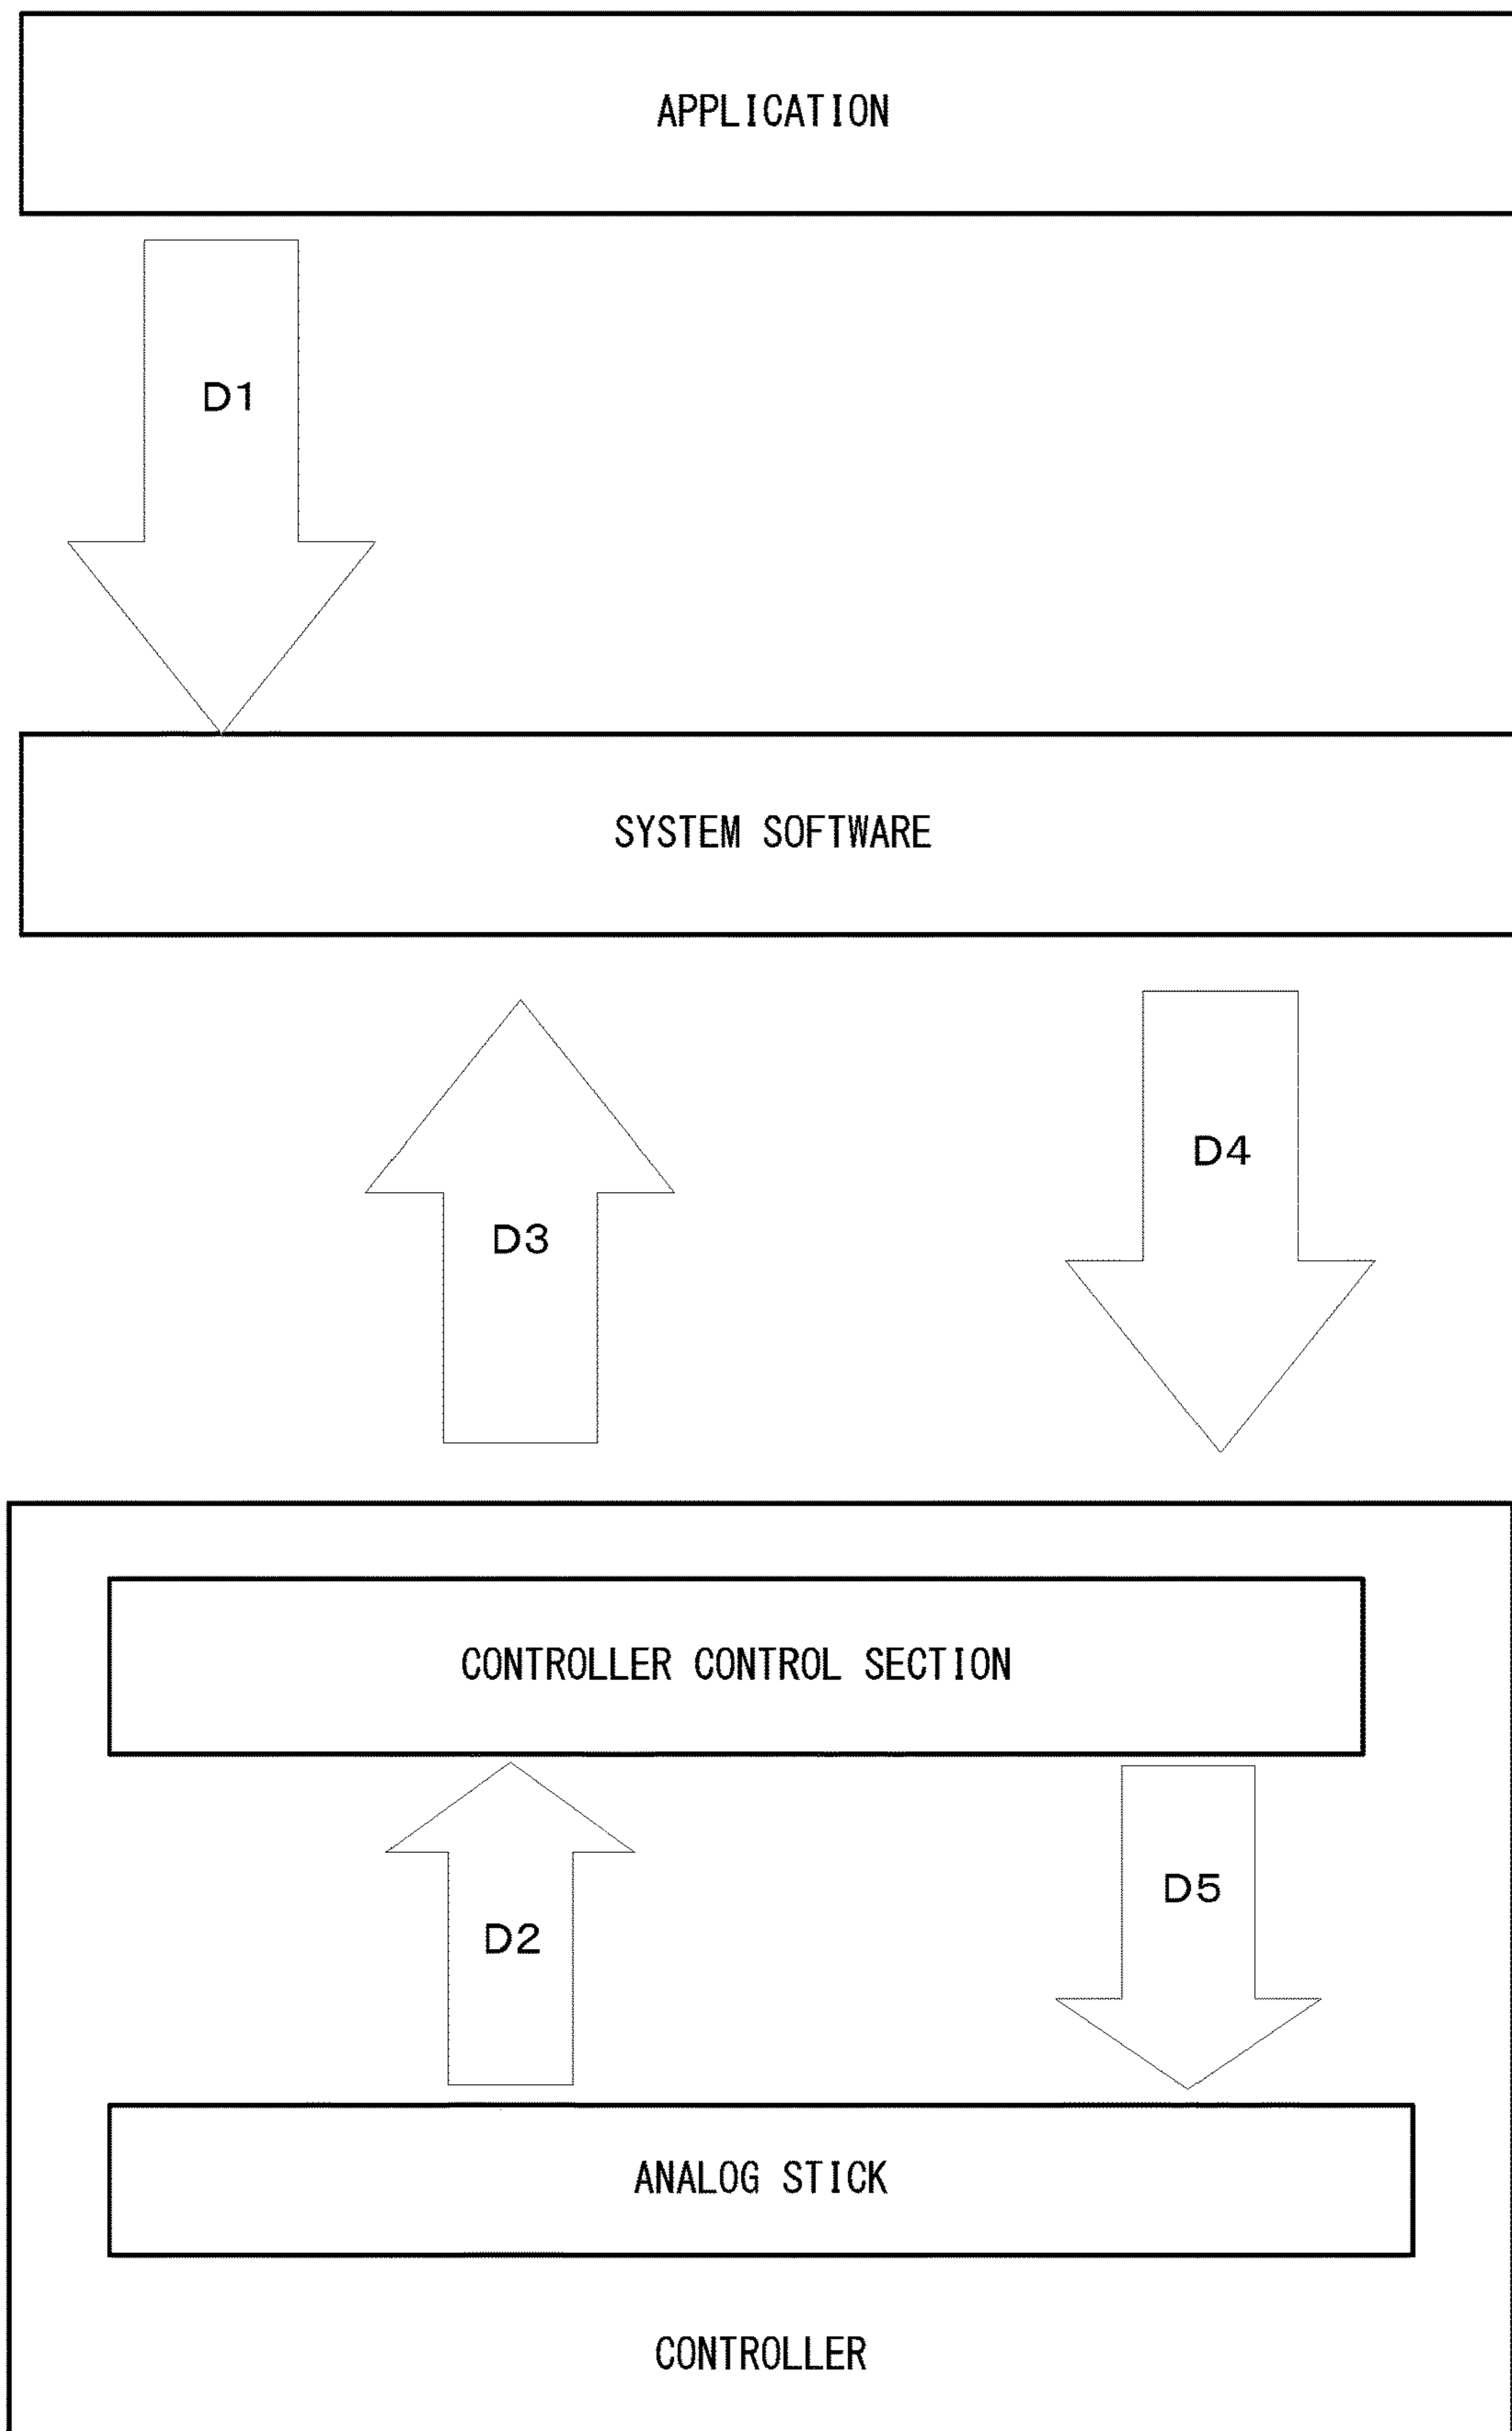 APPLICATION
D1
SYSTEM SOFTWARE
D4
D3
CONTROLLER CONTROL SECTION
D5
D2
ANALOG STICK
CONTROLLER